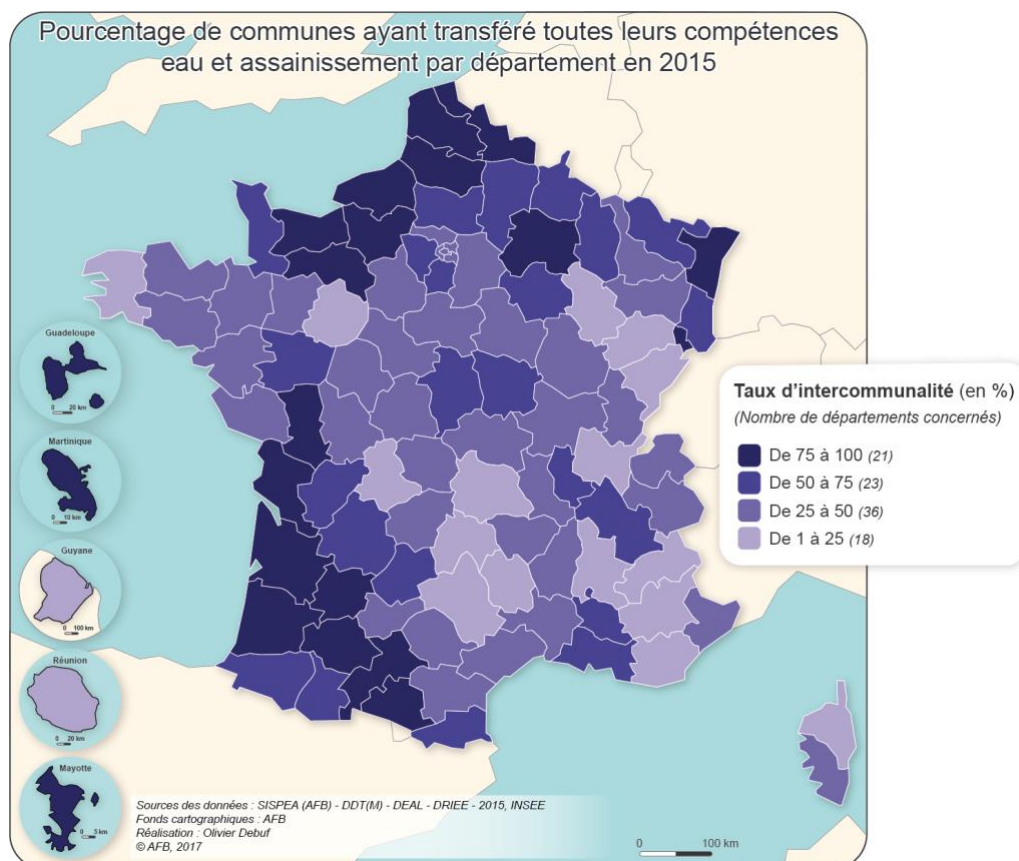 Pourcentage de communes ayant transféré toutes leurs compétences
eau et assainissement par département en 2015
Guadeloupe
0 20 km
Martinique
0 10 km
Guyane
0 100 km
Réunion
0 20 km
Mayotte
0 5 km
Taux d'intercommunalité (en %)
(Nombre de départements concernés)
De 75 à 100 (21)
De 50 à 75 (23)
De 25 à 50 (36)
De 1 à 25 (18)
Sources des données : SISPEA (AFB) - DDT(M) - DEAL - DRIEE - 2015, INSEE
Fonds cartographiques : AFB
Réalisation : Olivier Debuf
© AFB, 2017
0 100 km